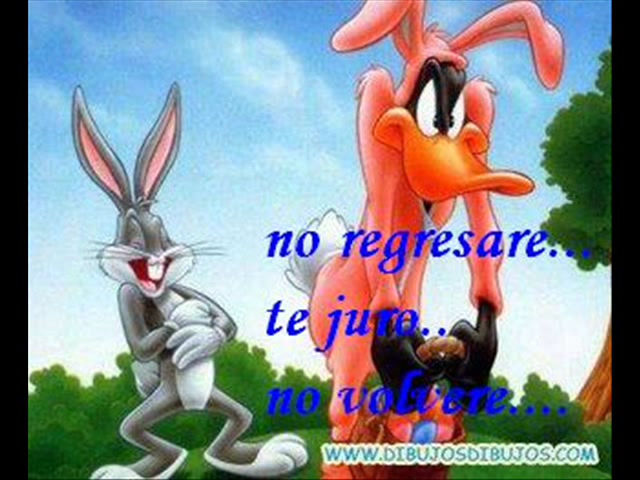 no regresare...
te juro..
no volvere....
WWW.DIBUJOSDIBUJOS.COM